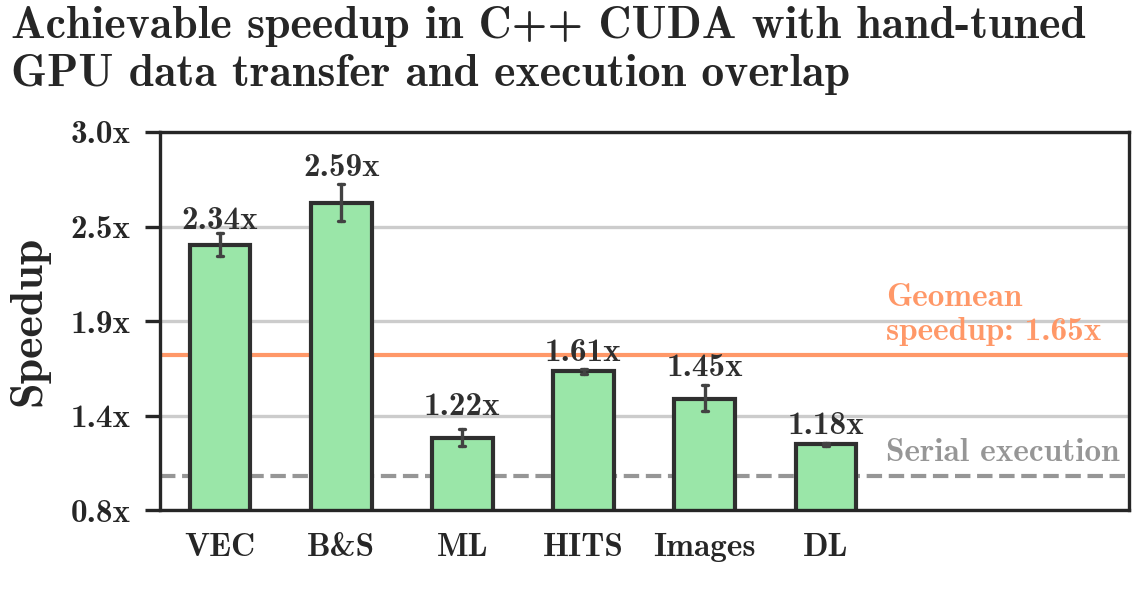 Achievable speedup in C++ CUDA with hand-tuned
GPU data transfer and execution overlap
3.0x
2.59x
2.34x
2.5x
Speedup
Geomean
1.9x
speedup: 1.65x
1.61x
1.45x
1.22x
1.4x
1.18x
Serial execution
0.8x
VEC B&S ML HITS Images DL